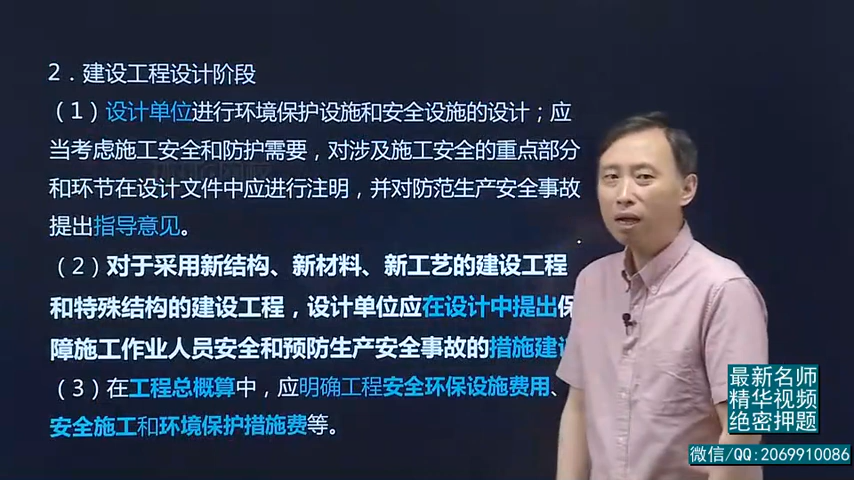 2．建设工程设计阶段
（1）设计单位进行环境保护设施和安全设施的设计；应
当考虑施工安全和防护需要，对涉及施工安全的重点部分
和环节在设计文件中应进行注明，并对防范生产安全事故
提出指导意见。
（2）对于采用新结构、新材料、新工艺的建设工程
和特殊结构的建设工程，设计单位应在设计中提出保
障施工作业人员安全和预防生产安全事故的措施建
（3）在工程总概算中，应明确工程安全环保设施费用、
安全施工和环境保护措施费等。
最新名师
精华视频
绝密押题
微信/QQ:2069910086